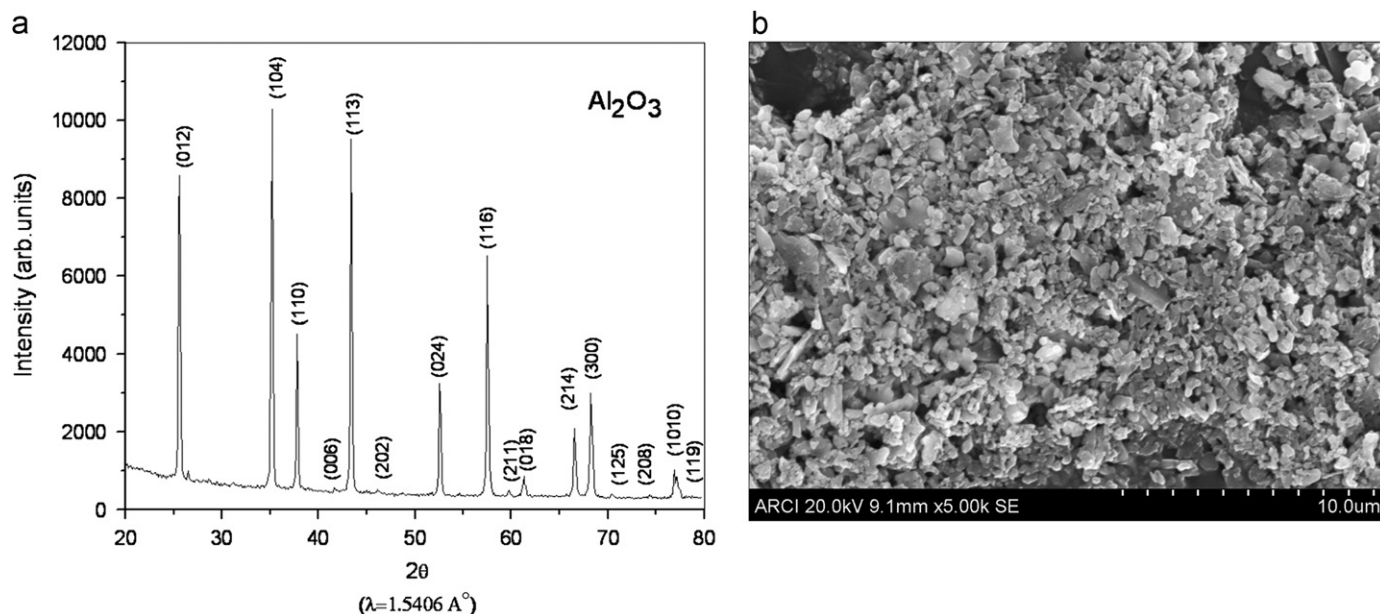 a
12000
10000
8000
6000
4000
2000
0
Intensity (arb.units)
Al₂O₃
(012)
(104)
(110)
(006)
(113)
(202)
(024)
(116)
(211)
(018)
(214)
(300)
(125)
(208)
(1010)
(119)
20 30 40 50 60 70 80
2θ
(λ=1.5406 A°)
b
ARCI 20.0kV 9.1mm x5.00k SE 10.0um